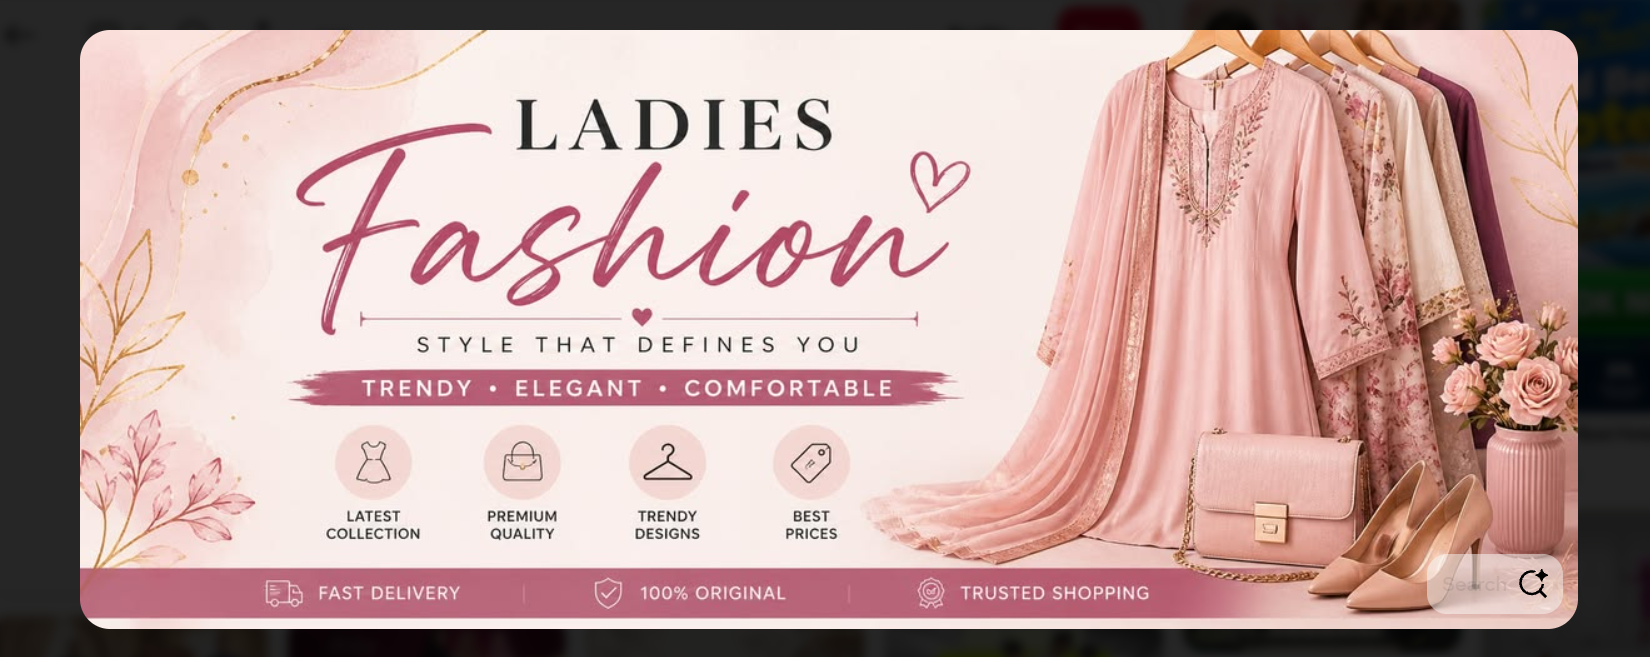 LADIES
Fashion
STYLE THAT DEFINES YOU
TRENDY • ELEGANT • COMFORTABLE
LATEST COLLECTION
PREMIUM QUALITY
TRENDY DESIGNS
BEST PRICES
FAST DELIVERY
100% ORIGINAL
TRUSTED SHOPPING
Search